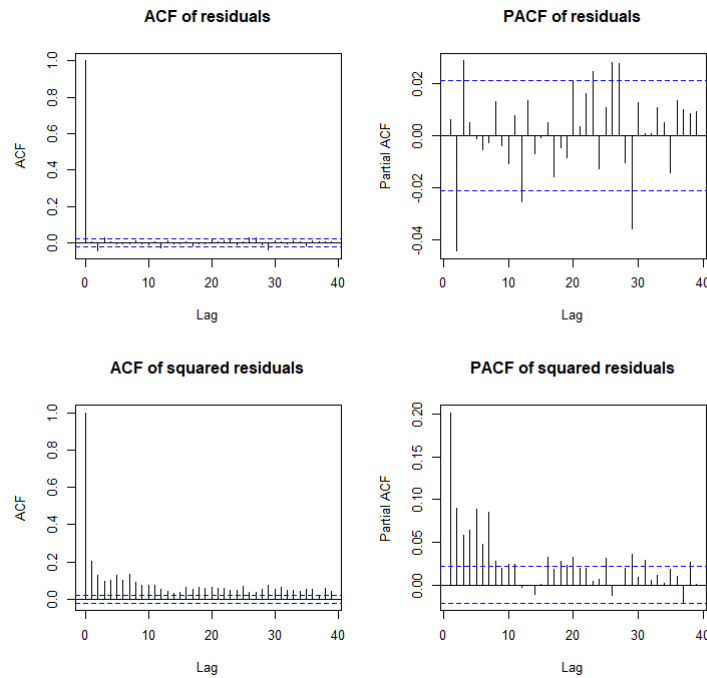 ACF of residuals
ACF
1.0
0.8
0.6
0.4
0.2
0.0
0 10 20 30 40
Lag
PACF of residuals
Partial ACF
0.02
0.00
-0.02
-0.04
0 10 20 30 40
Lag
ACF of squared residuals
ACF
1.0
0.8
0.6
0.4
0.2
0.0
0 10 20 30 40
Lag
PACF of squared residuals
Partial ACF
0.20
0.15
0.10
0.05
0.00
0 10 20 30 40
Lag